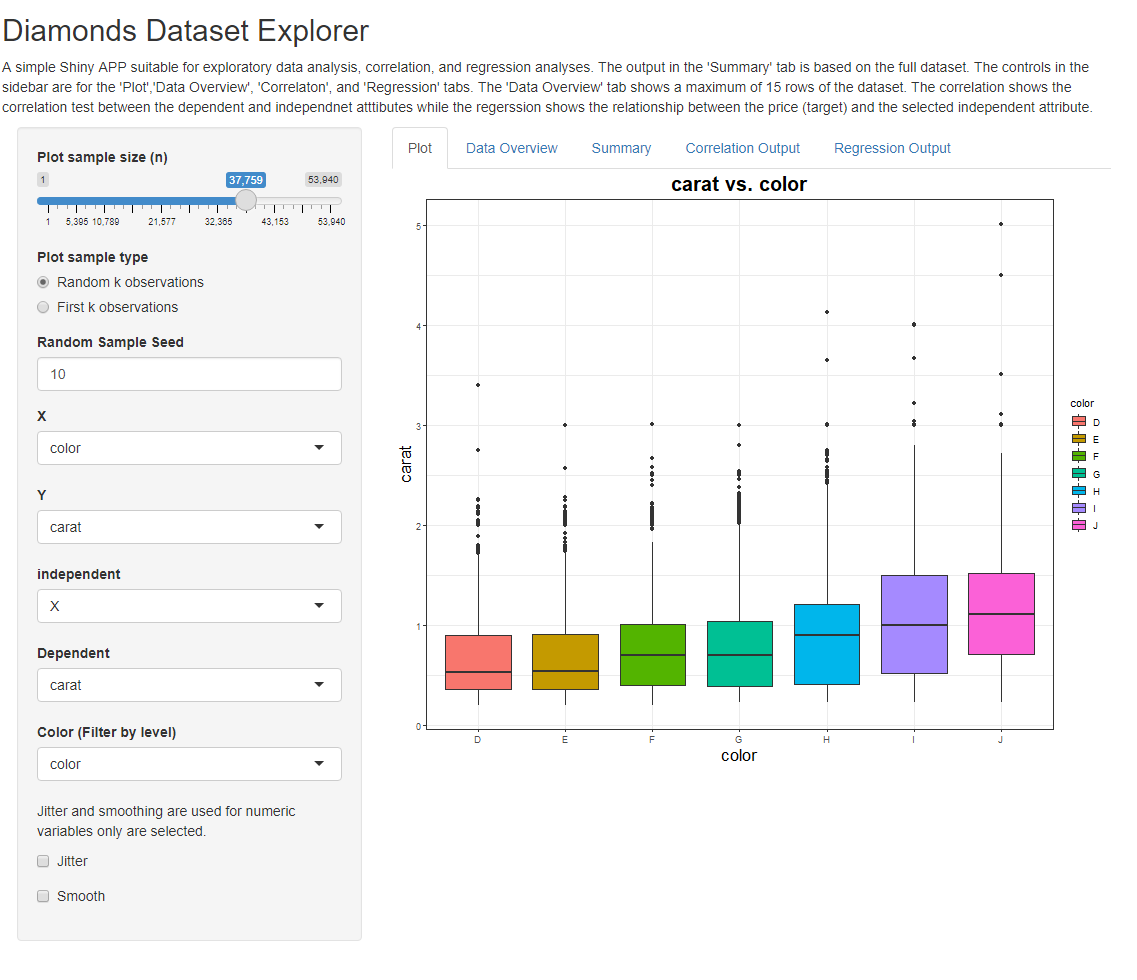 Diamonds Dataset Explorer
A simple Shiny APP suitable for exploratory data analysis, correlation, and regression analyses. The output in the 'Summary' tab is based on the full dataset. The controls in the
sidebar are for the 'Plot','Data Overview', 'Correlaton', and 'Regression' tabs. The 'Data Overview' tab shows a maximum of 15 rows of the dataset. The correlation shows the
correlation test between the dependent and independnet atttibutes while the regerssion shows the relationship between the price (target) and the selected independent attribute.
Plot sample size (n)
1 37,759 53,940
1 5,395 10,789 21,577 32,365 43,153 53,940
Plot sample type
Random k observations
First k observations
Random Sample Seed
10
X
color
Y
carat
independent
X
Dependent
carat
Color (Filter by level)
color
Jitter and smoothing are used for numeric
variables only are selected.
Jitter
Smooth
Plot Data Overview Summary Correlation Output Regression Output
carat vs. color
carat
5
4
3
2
1
0
D E F G H I J
color
color
D
E
F
G
H
I
J